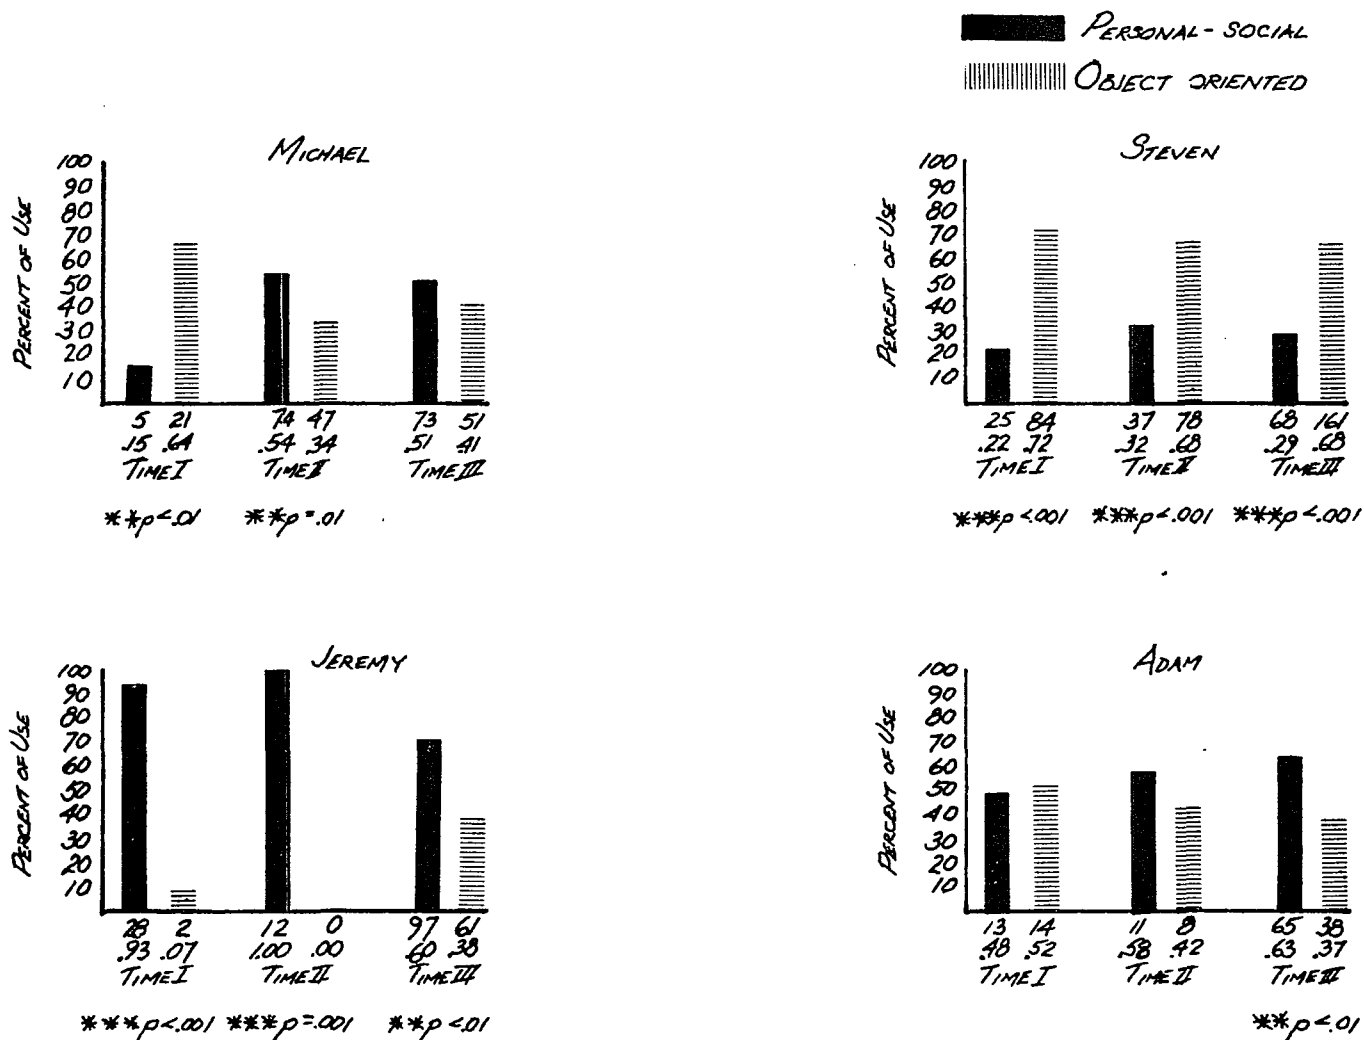 PERSONAL-SOCIAL
OBJECT ORIENTED
MICHAEL
PERCENT OF USE
100
90
80
70
60
50
40
30
20
10
5 21 74 47 73 51
.15 .64 .54 .34 .51 .41
TIME I TIME II TIME III
**p<.01 **p=.01
STEVEN
PERCENT OF USE
100
90
80
70
60
50
40
30
20
10
25 84 37 78 68 161
.22 .72 .32 .68 .29 .68
TIME I TIME II TIME III
***p<.001 ***p<.001 ***p<.001
JEREMY
PERCENT OF USE
100
90
80
70
60
50
40
30
20
10
28 2 12 0 97 61
.93 .07 1.00 .00 .60 .38
TIME I TIME II TIME III
***p<.001 ***p=.001 **p<.01
ADAM
PERCENT OF USE
100
90
80
70
60
50
40
30
20
10
13 14 11 8 65 38
.48 .52 .58 .42 .63 .37
TIME I TIME II TIME III
**p<.01